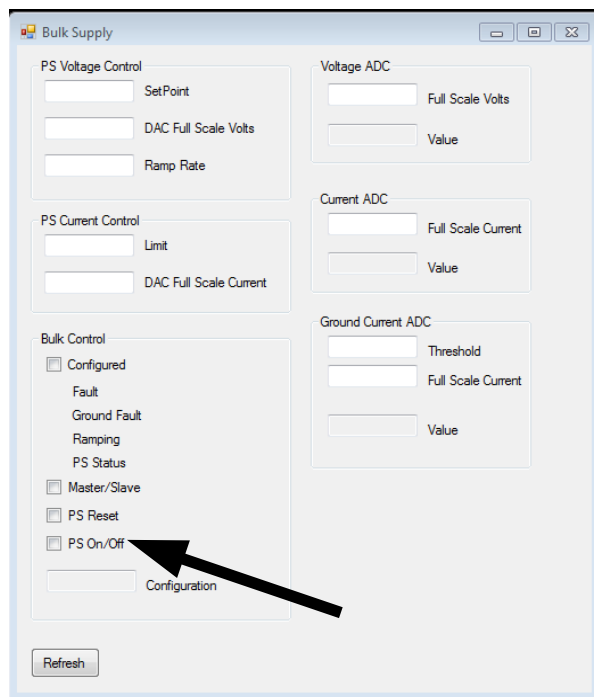 Bulk Supply
PS Voltage Control
SetPoint
DAC Full Scale Volts
Ramp Rate
PS Current Control
Limit
DAC Full Scale Current
Bulk Control
Configured
Fault
Ground Fault
Ramping
PS Status
Master/Slave
PS Reset
PS On/Off
Configuration
Refresh
Voltage ADC
Full Scale Volts
Value
Current ADC
Full Scale Current
Value
Ground Current ADC
Threshold
Full Scale Current
Value